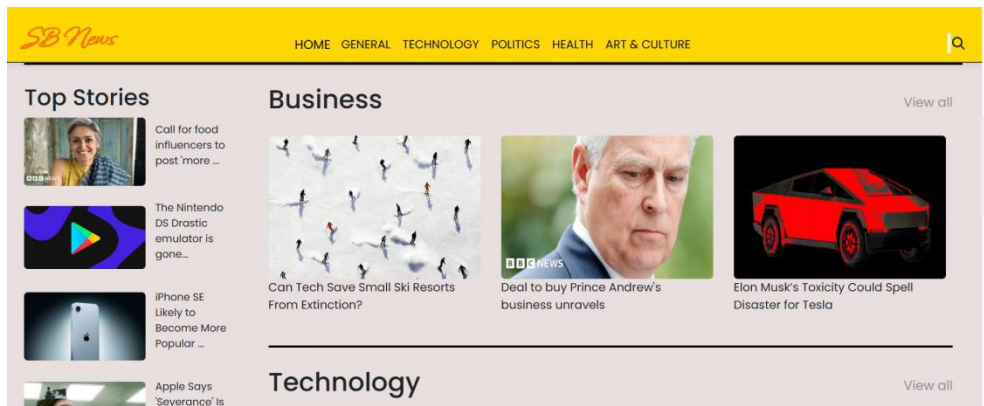 SB News
HOME GENERAL TECHNOLOGY POLITICS HEALTH ART & CULTURE
Top Stories
BBC NEWS
Call for food
influencers to
post 'more ...
The Nintendo
DS Drastic
emulator is
gone...
iPhone SE
Likely to
Become More
Popular ...
Apple Says
'Severance' Is
Business
View all
Can Tech Save Small Ski Resorts
From Extinction?
BBC NEWS
Deal to buy Prince Andrew's
business unravels
Elon Musk's Toxicity Could Spell
Disaster for Tesla
Technology
View all